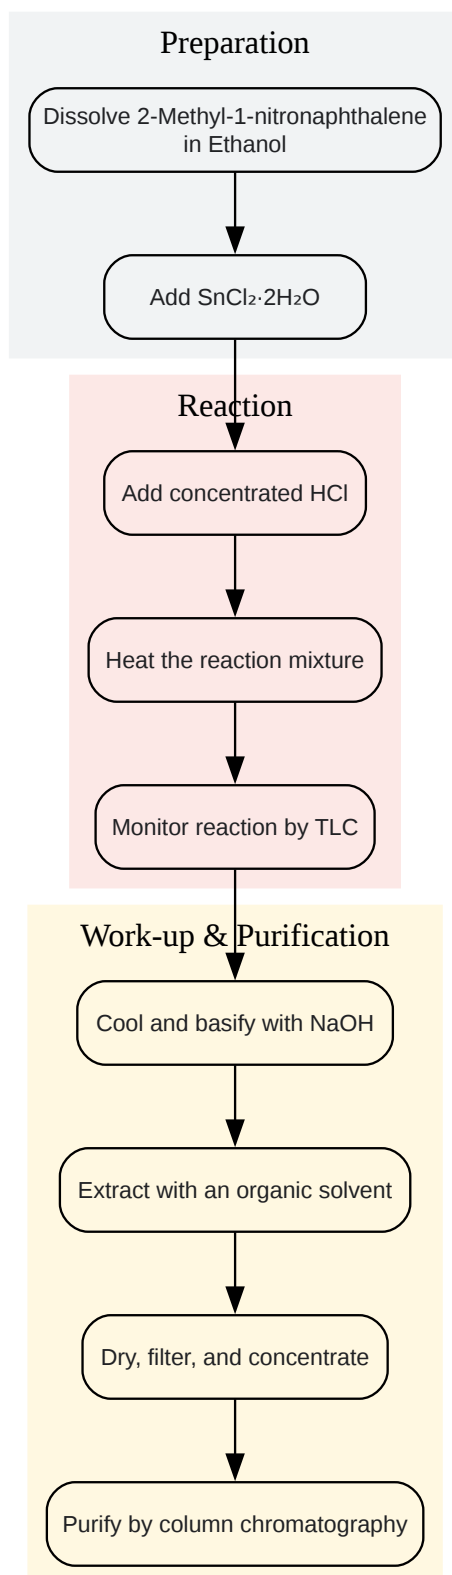 Preparation
Dissolve 2-Methyl-1-nitronaphthalene
in Ethanol
Add SnCl₂·2H₂O
Reaction
Add concentrated HCl
Heat the reaction mixture
Monitor reaction by TLC
Work-up & Purification
Cool and basify with NaOH
Extract with an organic solvent
Dry, filter, and concentrate
Purify by column chromatography